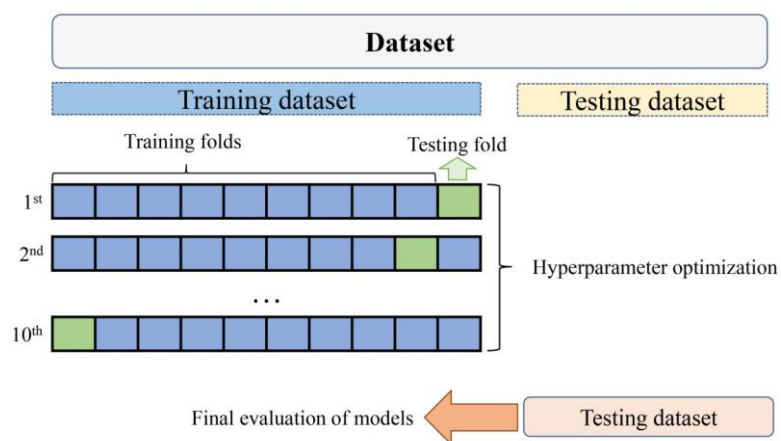 Dataset
Training dataset Testing dataset
Training folds Testing fold
1st
2nd
Hyperparameter optimization
...
10th
Final evaluation of models Testing dataset